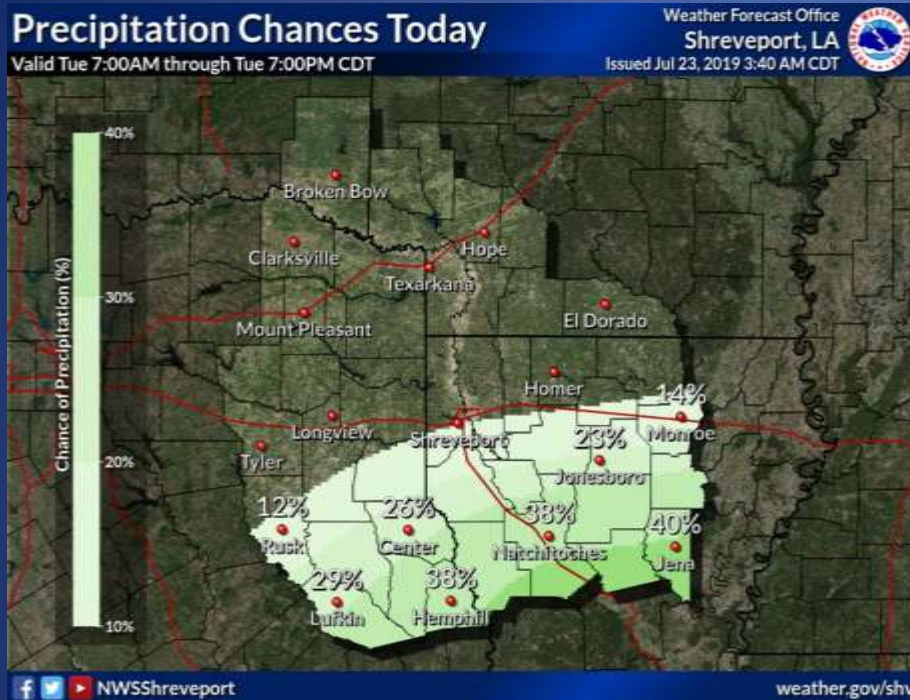 Precipitation Chances Today
Valid Tue 7:00AM through Tue 7:00PM CDT
Weather Forecast Office
Shreveport, LA
Issued Jul 23, 2019 3:40 AM CDT
NATIONAL WEATHER SERVICE
40%
30%
20%
10%
Chance of Precipitation (%)
Broken Bow
Clarksville
Hope
Texarkana
Mount Pleasant
El Dorado
Homer
14%
Monroe
Longview
Shreveport
23%
Jonesboro
Tyler
12%
Rusk
26%
Center
38%
Natchitoches
40%
Jena
29%
Lufkin
38%
Hemphill
NWSShreveport
weather.gov/shv